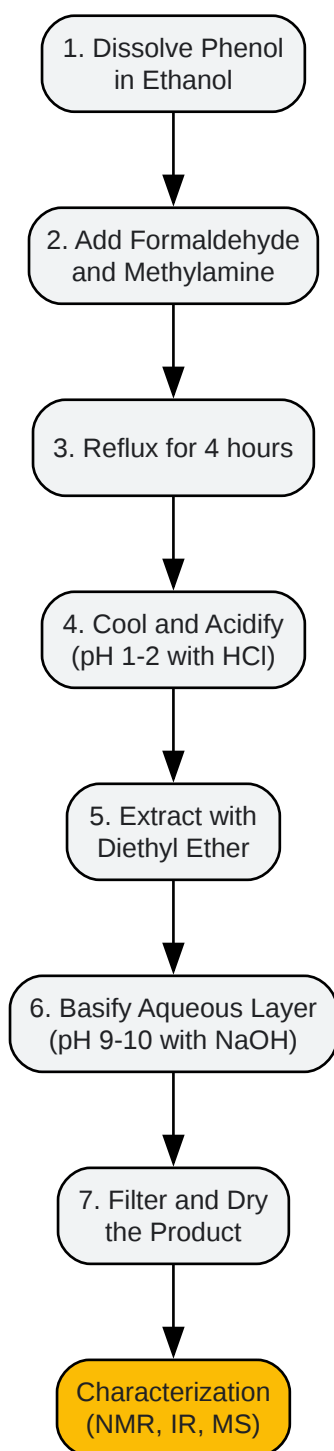 1. Dissolve Phenol
in Ethanol
2. Add Formaldehyde
and Methylamine
3. Reflux for 4 hours
4. Cool and Acidify
(pH 1-2 with HCl)
5. Extract with
Diethyl Ether
6. Basify Aqueous Layer
(pH 9-10 with NaOH)
7. Filter and Dry
the Product
Characterization
(NMR, IR, MS)